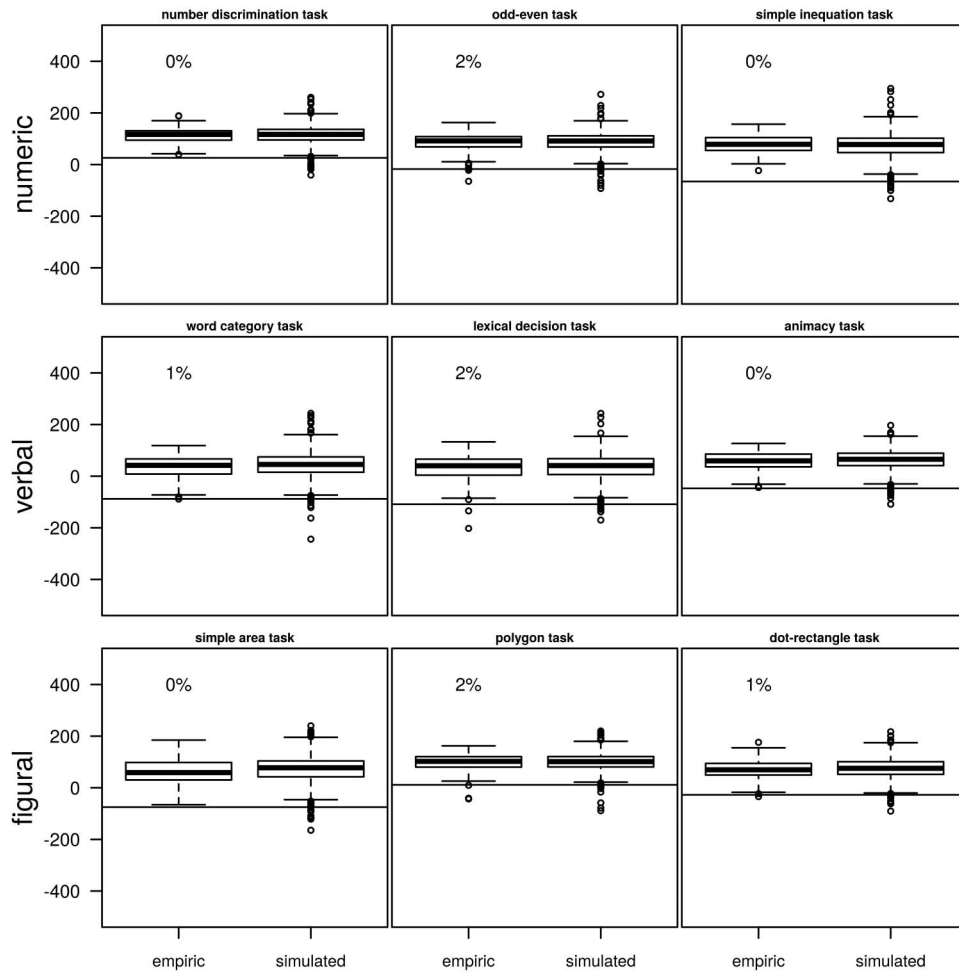 number discrimination task odd-even task simple inequation task
400
200
0
-200
-400
numeric
0% 2% 0%
word category task lexical decision task animacy task
400
200
0
-200
-400
verbal
1% 2% 0%
simple area task polygon task dot-rectangle task
400
200
0
-200
-400
figural
0% 2% 1%
empiric simulated empiric simulated empiric simulated